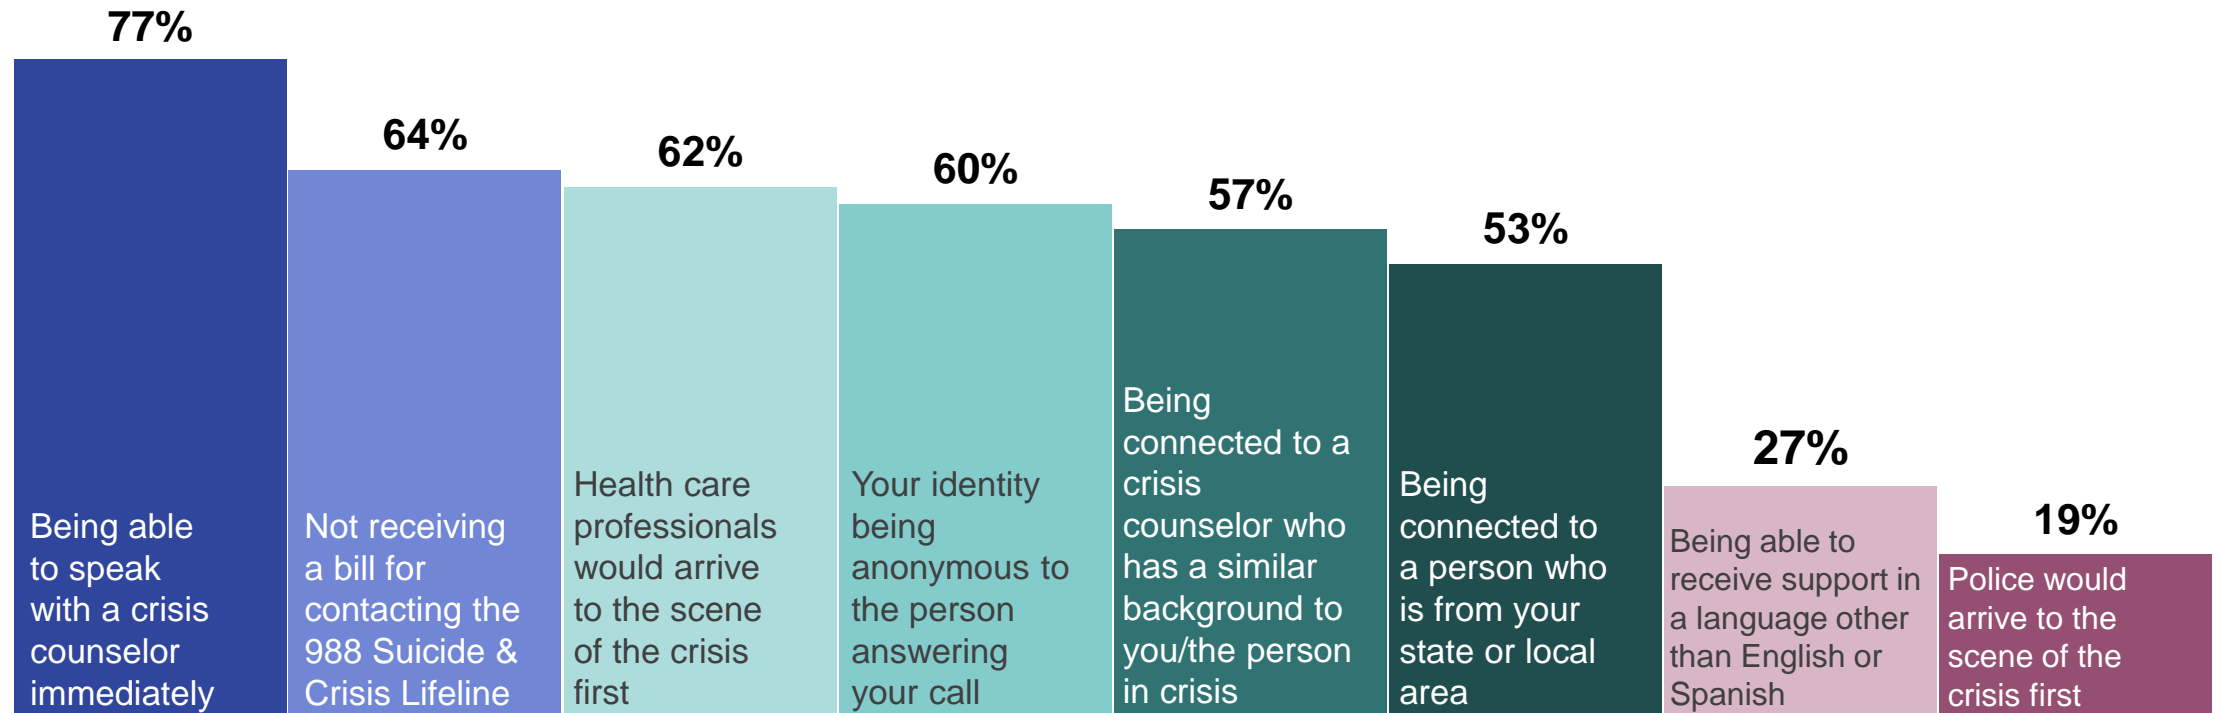 77%
Being able
to speak
with a crisis
counselor
immediately
64%
Not receiving
a bill for
contacting the
988 Suicide &
Crisis Lifeline
62%
Health care
professionals
would arrive
to the scene
of the crisis
first
60%
Your identity
being
anonymous to
the person
answering
your call
57%
Being
connected to a
crisis
counselor who
has a similar
background to
you/the person
in crisis
53%
Being
connected to
a person who
is from your
state or local
area
27%
Being able to
receive support in
a language other
than English or
Spanish
19%
Police would
arrive to the
scene of the
crisis first